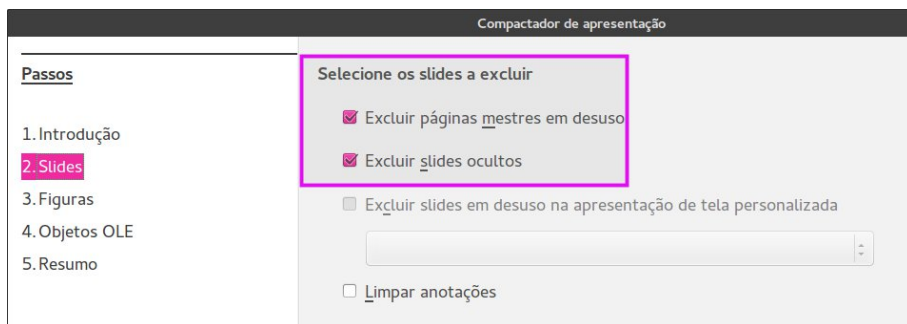 Compactador de apresentação
Passos
1. Introdução
2. Slides
3. Figuras
4. Objetos OLE
5. Resumo
Selecione os slides a excluir
Excluir páginas mestres em desuso
Excluir slides ocultos
Excluir slides em desuso na apresentação de tela personalizada
Limpar anotações